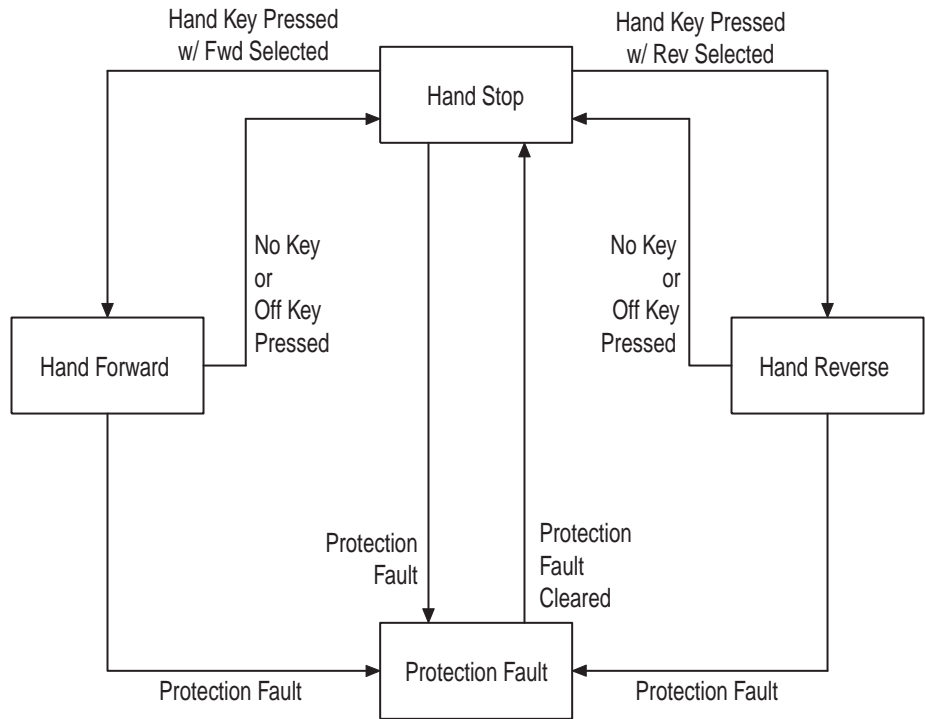 Hand Key Pressed
w/ Fwd Selected
Hand Key Pressed
w/ Rev Selected
Hand Stop
No Key
or
Off Key
Pressed
No Key
or
Off Key
Pressed
Hand Forward
Hand Reverse
Protection
Fault
Protection
Fault
Cleared
Protection Fault
Protection Fault
Protection Fault